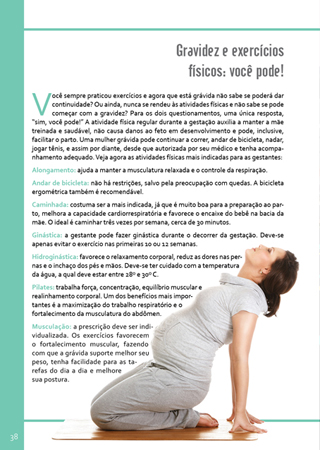 Gravidez e exercícios
físicos: você pode!
Você sempre praticou exercícios e agora que está grávida não sabe se poderá dar
continuidade? Ou ainda, nunca se rendeu às atividades físicas e não sabe se pode
começar com a gravidez? Para os dois questionamentos, uma única resposta,
"sim, você pode!" A atividade física regular durante a gestação auxilia a manter a mãe
treinada e saudável, não causa danos ao feto em desenvolvimento e pode, inclusive,
facilitar o parto. Uma mulher grávida pode continuar a correr, andar de bicicleta, nadar,
jogar tênis, e assim por diante, desde que autorizada por seu médico e tenha acompa-
nhamento adequado. Veja agora as atividades físicas mais indicadas para as gestantes:
Alongamento: ajuda a manter a musculatura relaxada e o controle da respiração.
Andar de bicicleta: não há restrições, salvo pela preocupação com quedas. A bicicleta
ergométrica também é recomendável.
Caminhada: costuma ser a mais indicada, já que é muito boa para a preparação ao par-
to, melhora a capacidade cardiorrespiratória e favorece o encaixe do bebê na bacia da
mãe. O ideal é caminhar três vezes por semana, cerca de 30 minutos.
Ginástica: a gestante pode fazer ginástica durante o decorrer da gestação. Deve-se
apenas evitar o exercício nas primeiras 10 ou 12 semanas.
Hidroginástica: favorece o relaxamento corporal, reduz as dores nas per-
nas e o inchaço dos pés e mãos. Deve-se ter cuidado com a temperatura
da água, a qual deve estar entre 28º e 30º C.
Pilates: trabalha força, concentração, equilíbrio muscular e
realinhamento corporal. Um dos benefícios mais impor-
tantes é a maximização do trabalho respiratório e o
fortalecimento da musculatura do abdômen.
Musculação: a prescrição deve ser indi-
vidualizada. Os exercícios favorecem
o fortalecimento muscular, fazendo
com que a grávida suporte melhor seu
peso, tenha facilidade para as ta-
refas do dia a dia e melhore
sua postura.
38